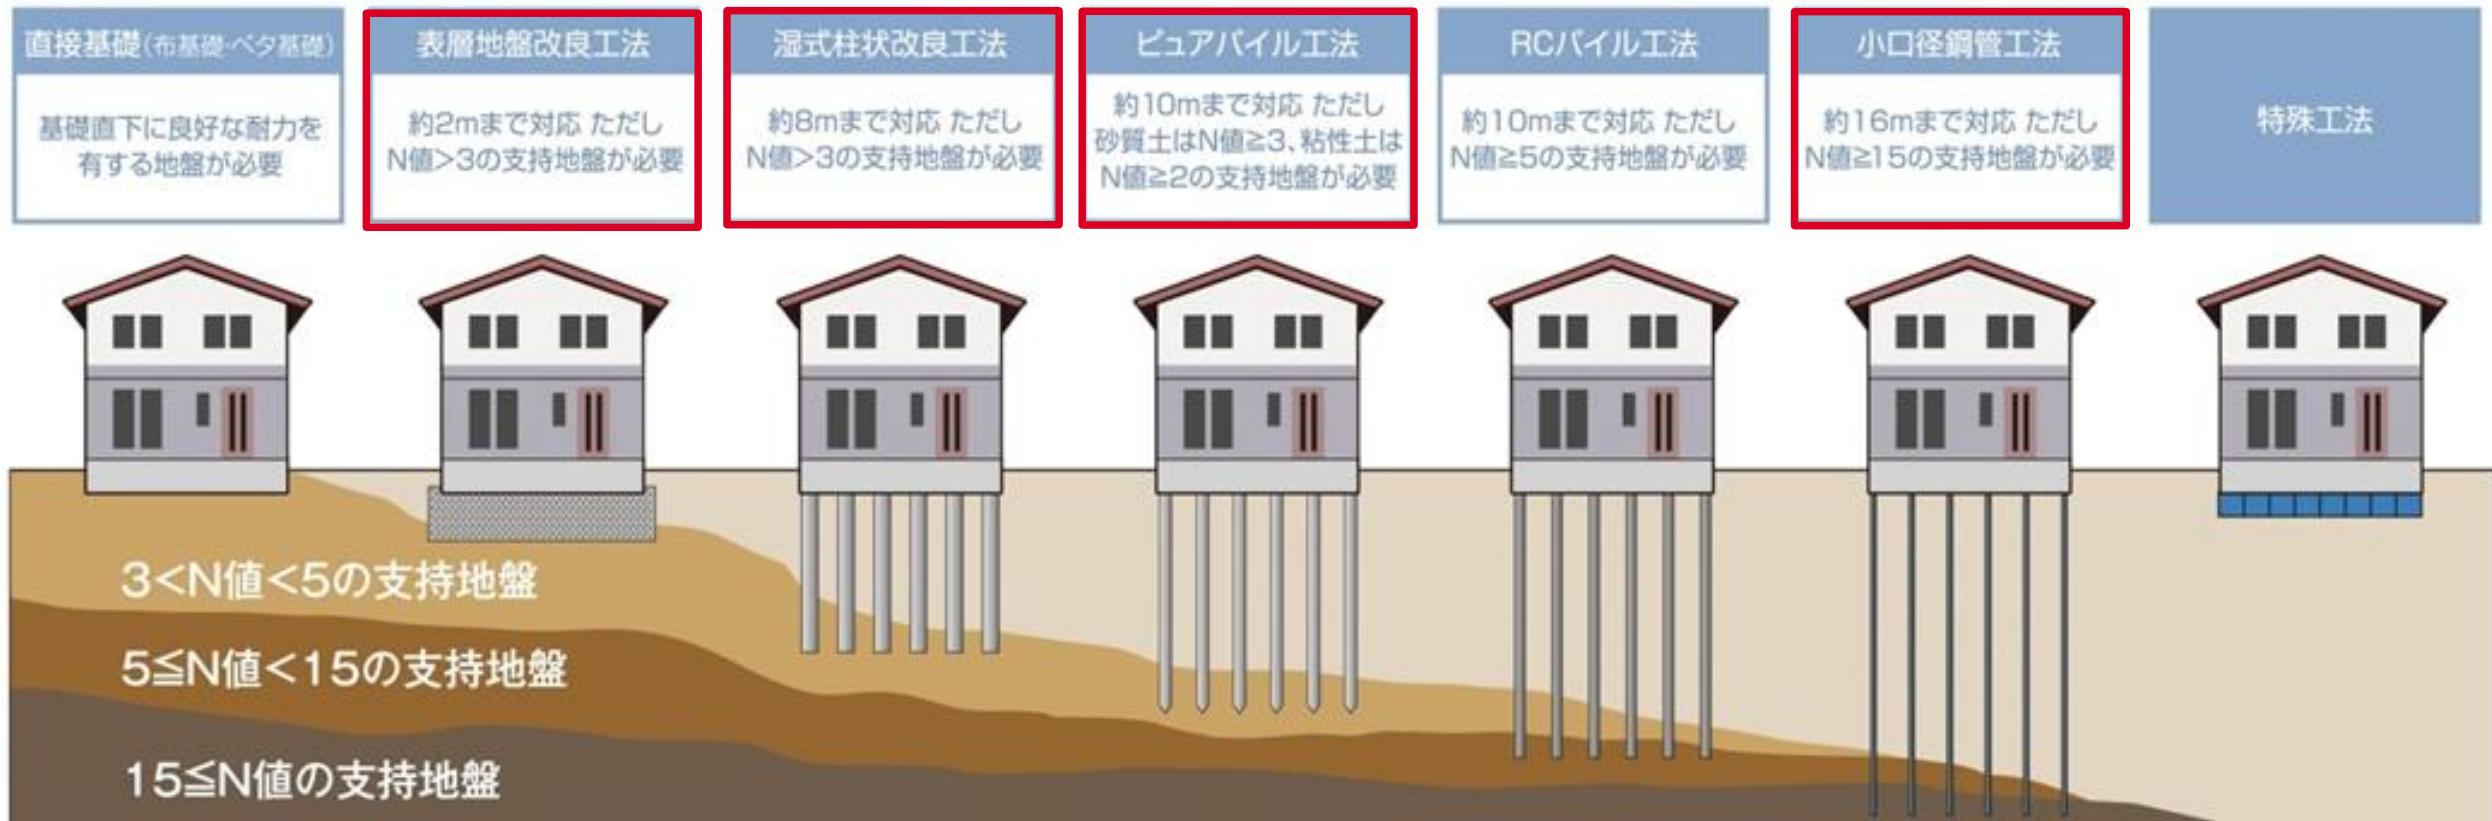 直接基礎(布基礎・ベタ基礎)
基礎直下に良好な耐力を
有する地盤が必要
表層地盤改良工法
約2mまで対応 ただし
N値>3の支持地盤が必要
湿式柱状改良工法
約8mまで対応 ただし
N値>3の支持地盤が必要
ピュアパイル工法
約10mまで対応 ただし
砂質土はN値≧3、粘性土は
N値≧2の支持地盤が必要
RCパイル工法
約10mまで対応 ただし
N値≧5の支持地盤が必要
小口径鋼管工法
約16mまで対応 ただし
N値≧15の支持地盤が必要
特殊工法
3<N値<5の支持地盤
5≦N値<15の支持地盤
15≦N値の支持地盤